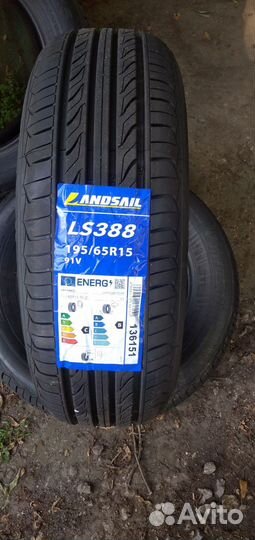 LANDSAIL
LS388
195/65R15
91V
ENERG
136151
Avito